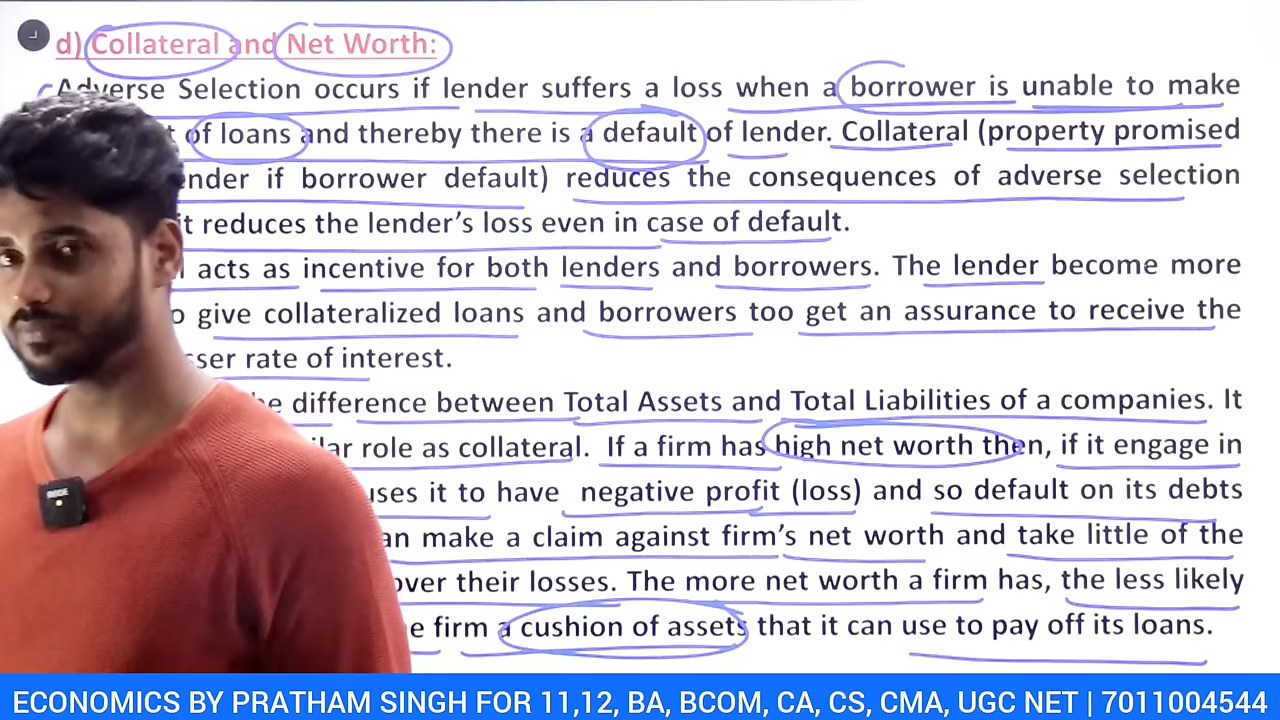 d) Collateral and Net Worth:
Adverse Selection occurs if lender suffers a loss when a borrower is unable to make
of loans and thereby there is a default of lender. Collateral (property promised
if borrower default) reduces the consequences of adverse selection
it reduces the lender's loss even in case of default.
acts as incentive for both lenders and borrowers. The lender become more
give collateralized loans and borrowers too get an assurance to receive the
rate of interest.
difference between Total Assets and Total Liabilities of a companies. It
role as collateral. If a firm has high net worth then, if it engage in
it to have negative profit (loss) and so default on its debts
make a claim against firm's net worth and take little of the
their losses. The more net worth a firm has, the less likely
firm a cushion of assets that it can use to pay off its loans.
ECONOMICS BY PRATHAM SINGH FOR 11,12, BA, BCOM, CA, CS, CMA, UGC NET | 7011004544